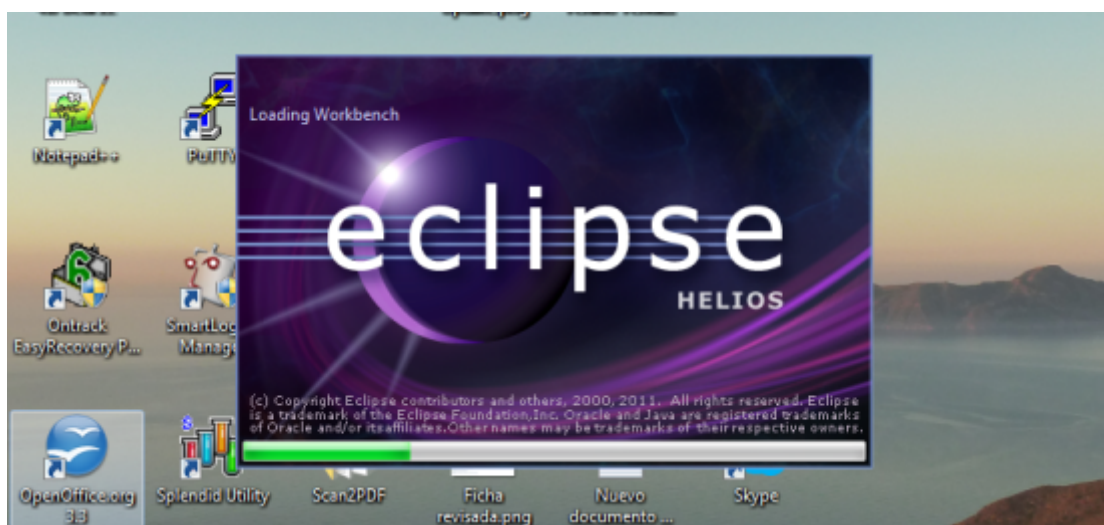 Notepad++
PuTTY
Loading Workbench
eclipse
HELIOS
Ontrack
EasyRecovery P...
SmartLog
Manage
(c) Copyright Eclipse contributors and others, 2000, 2011. All rights reserved. Eclipse
is a trademark of the Eclipse Foundation,Inc. Oracle and Java are registered trademarks
of Oracle and/or itsaffiliates.Other names may be trademarks of their respective owners.
OpenOffice.org
3.3
Splendid Utility
Scan2PDF
Ficha
revisada.png
Nuevo
documento ...
Skype